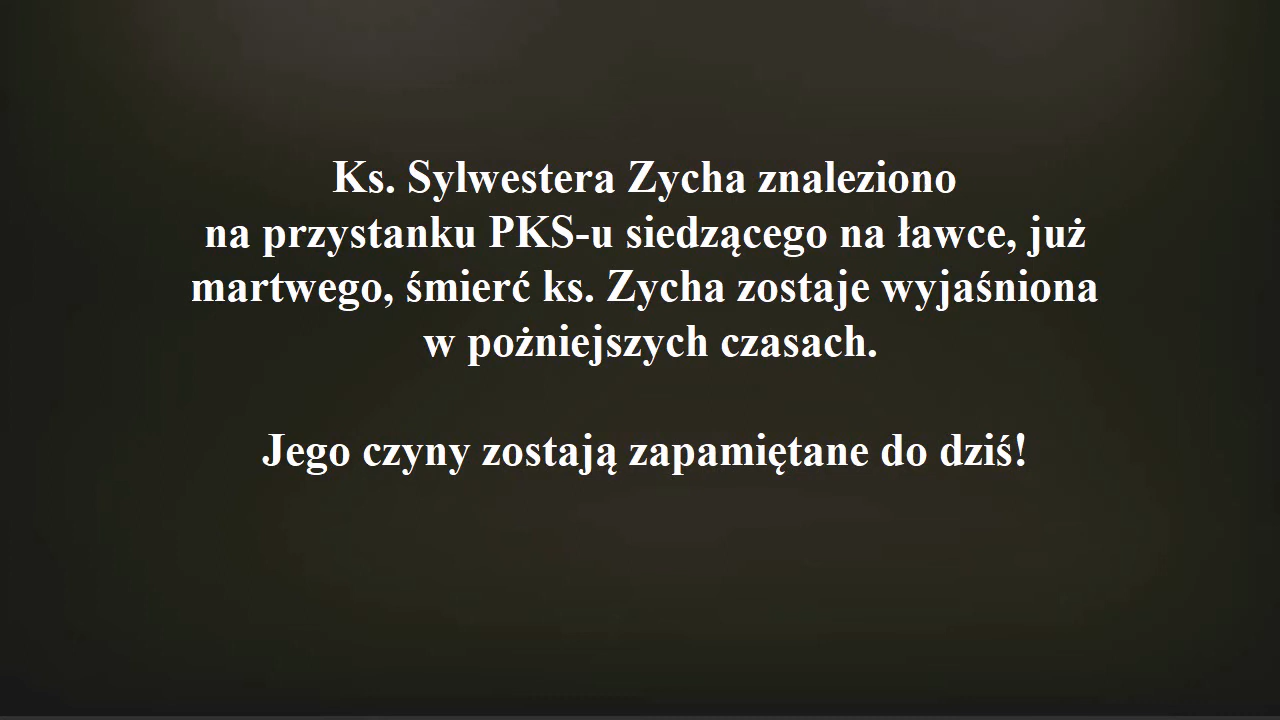 Ks. Sylwestera Zycha znaleziono
na przystanku PKS-u siedzącego na ławce, już
martwego, śmierć ks. Zycha zostaje wyjaśniona
w pożniejszych czasach.
Jego czyny zostają zapamiętane do dziś!